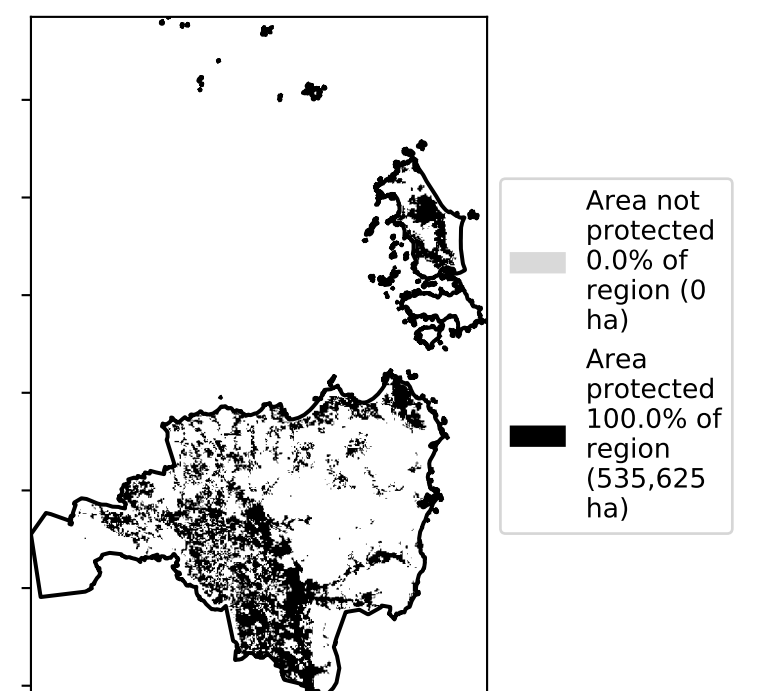 Area not
protected
0.0% of
region (0
ha)
Area
protected
100.0% of
region
(535,625
ha)